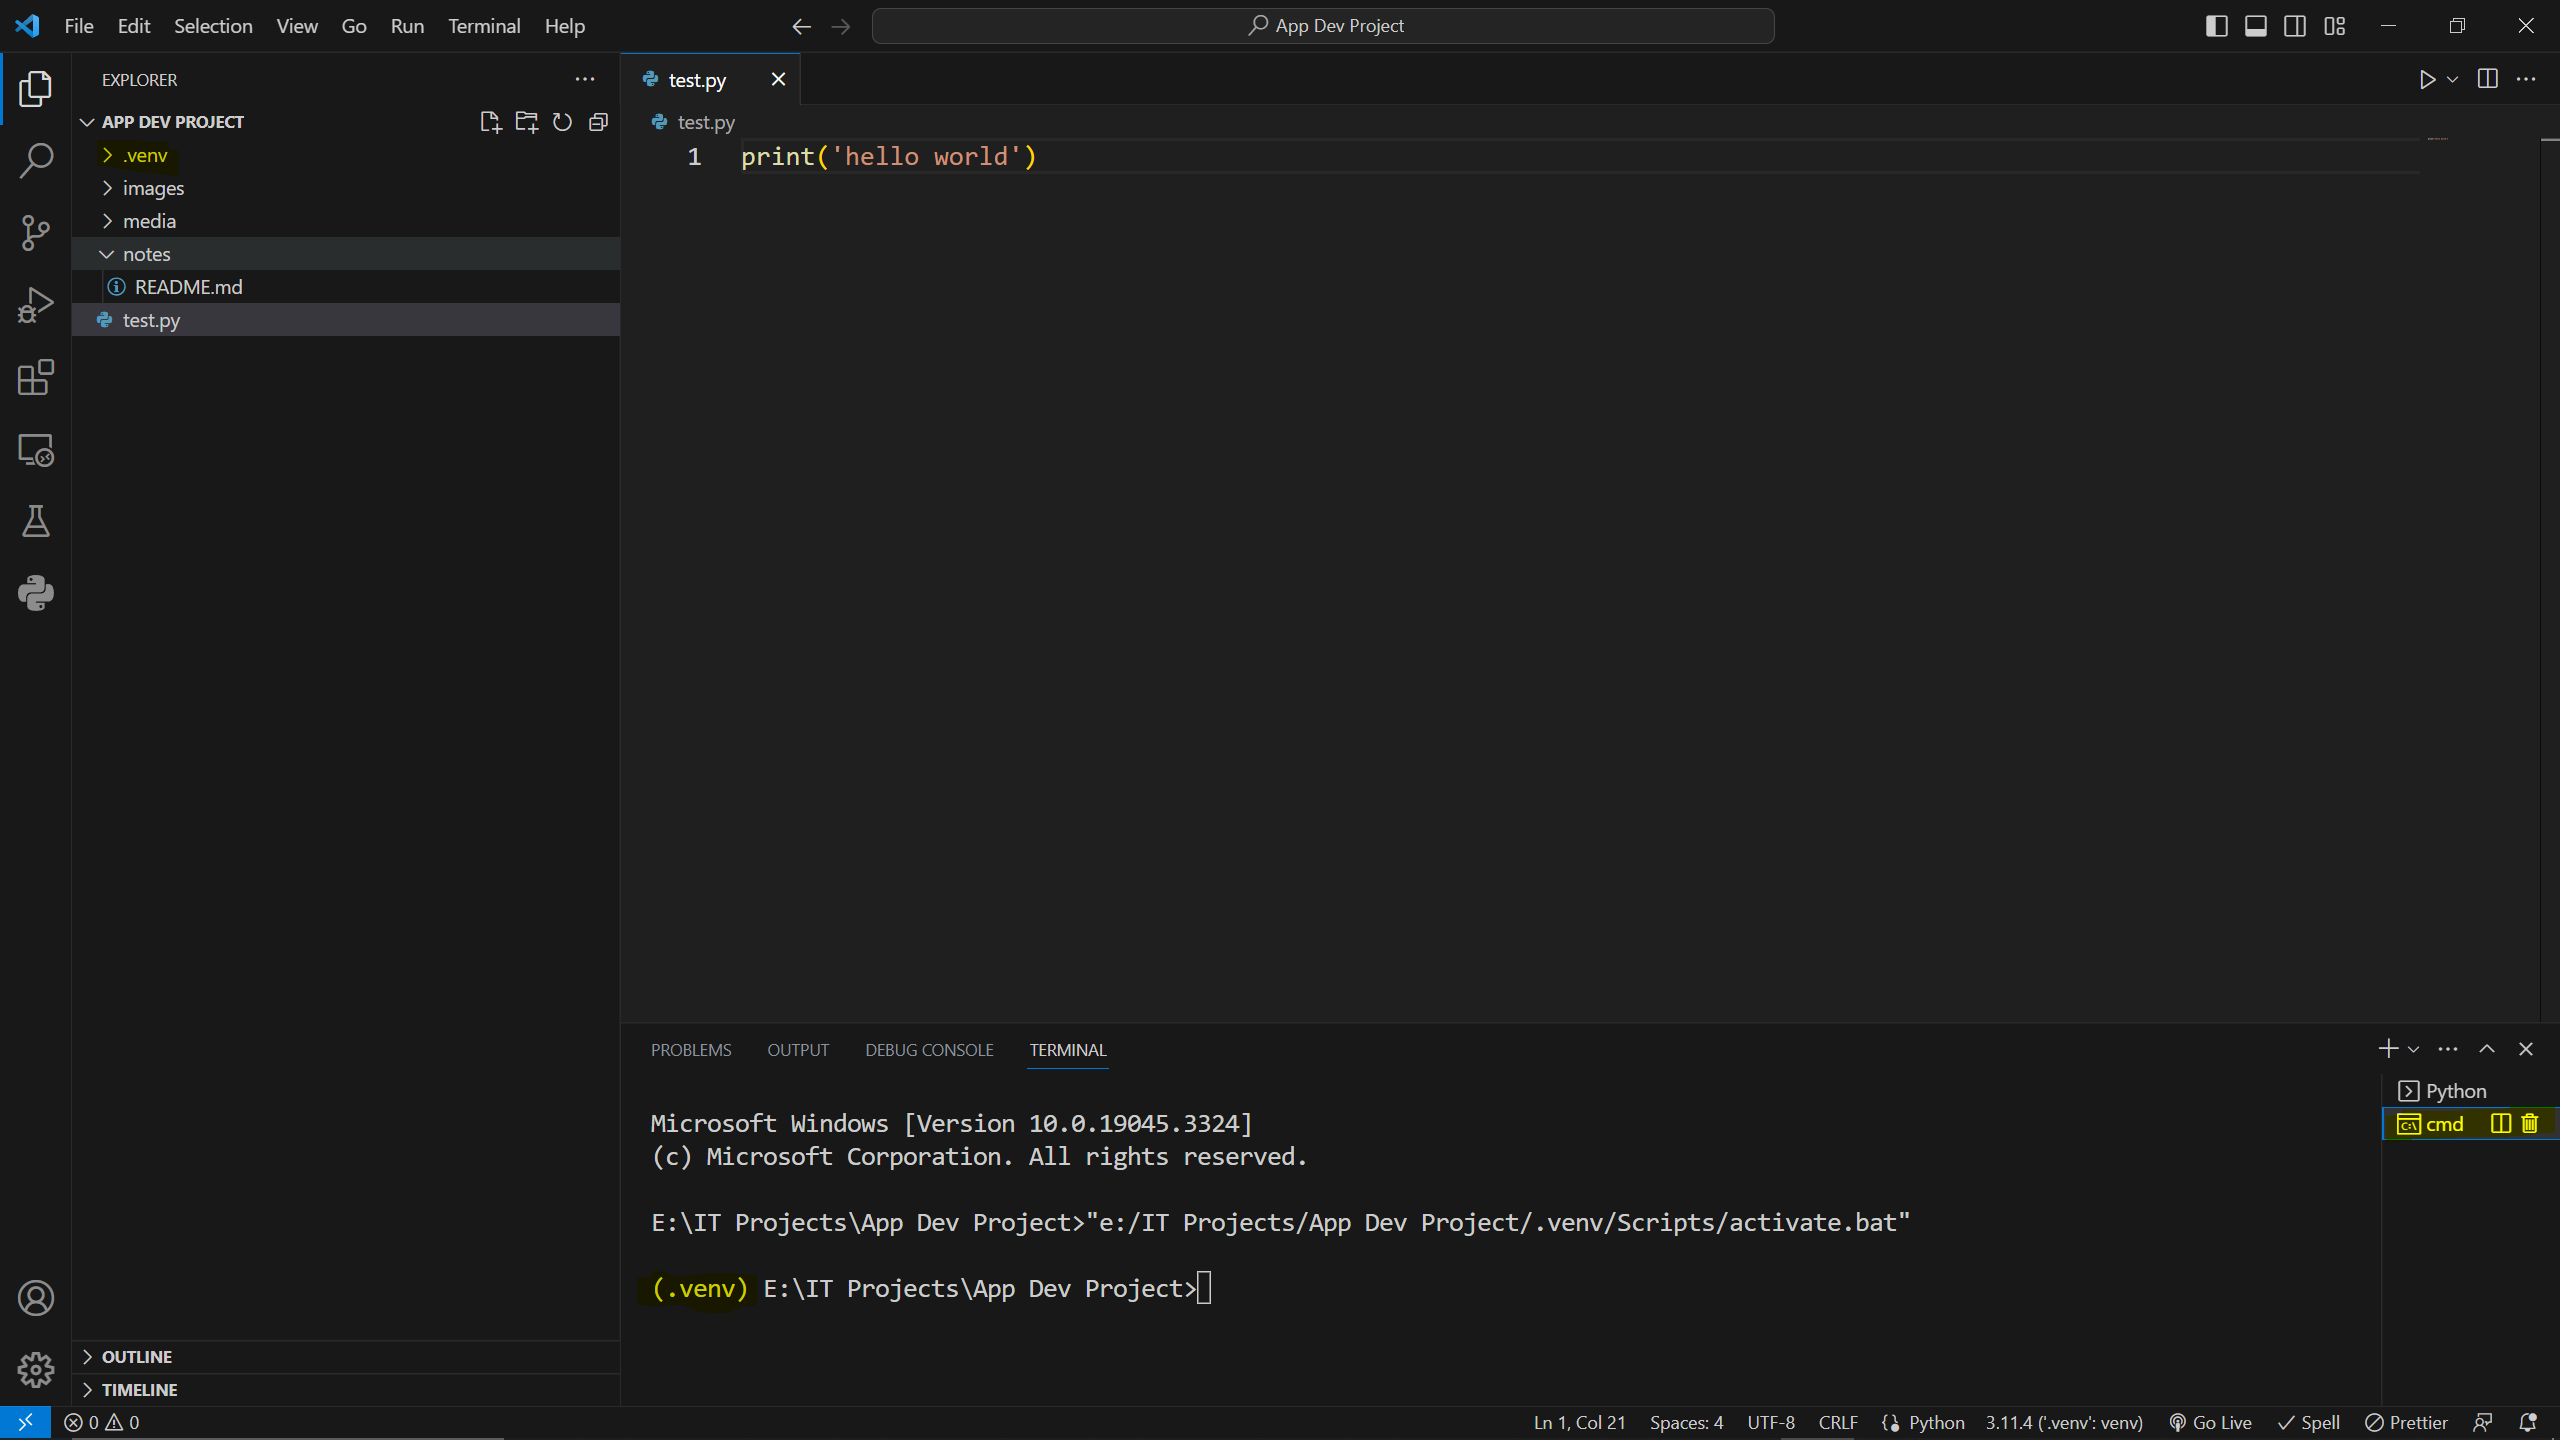 File Edit Selection View Go Run Terminal Help
App Dev Project
EXPLORER
APP DEV PROJECT
.venv
images
media
notes
README.md
test.py
OUTLINE
TIMELINE
test.py
test.py
1 print('hello world')
PROBLEMS OUTPUT DEBUG CONSOLE TERMINAL
Microsoft Windows [Version 10.0.19045.3324]
(c) Microsoft Corporation. All rights reserved.
E:\IT Projects\App Dev Project>"e:/IT Projects/App Dev Project/.venv/Scripts/activate.bat"
(.venv) E:\IT Projects\App Dev Project>
Python
cmd
0 0 Ln 1, Col 21 Spaces: 4 UTF-8 CRLF Python 3.11.4 ('.venv': venv) Go Live Spell Prettier